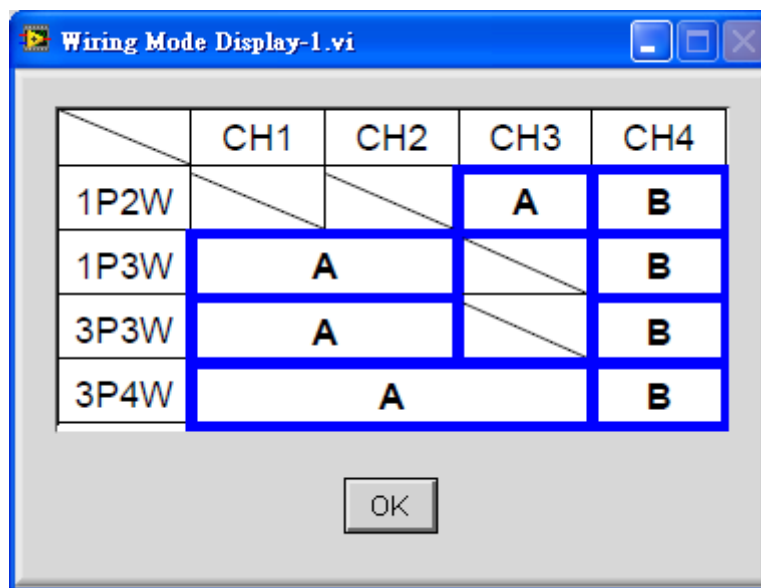 Wiring Mode Display-1.vi
CH1 CH2 CH3 CH4
1P2W A B
1P3W A B
3P3W A B
3P4W A B
OK